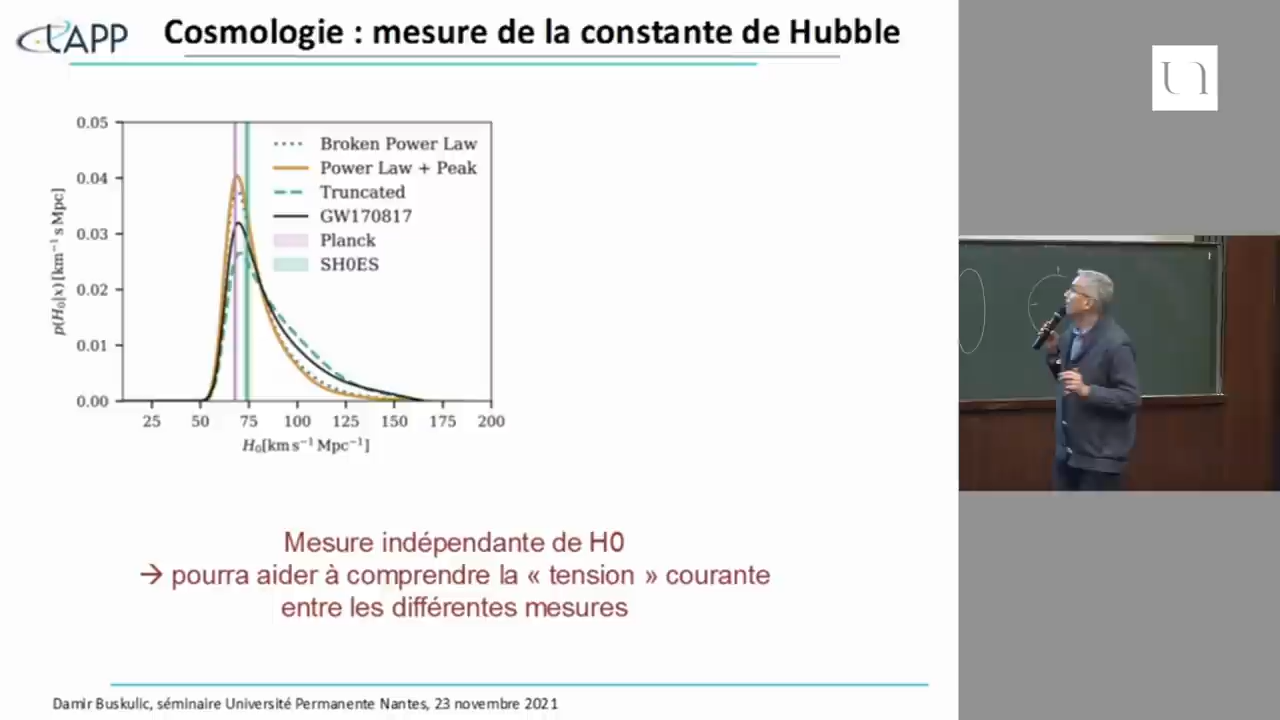 LAPP
Cosmologie : mesure de la constante de Hubble
0.05
0.04
0.03
0.02
0.01
0.00
p(H₀|x) [km⁻¹ s Mpc]
Broken Power Law
Power Law + Peak
Truncated
GW170817
Planck
SH0ES
25 50 75 100 125 150 175 200
H₀[km s⁻¹ Mpc⁻¹]
Mesure indépendante de H0
→ pourra aider à comprendre la « tension » courante
entre les différentes mesures
Damir Buskulic, séminaire Université Permanente Nantes, 23 novembre 2021